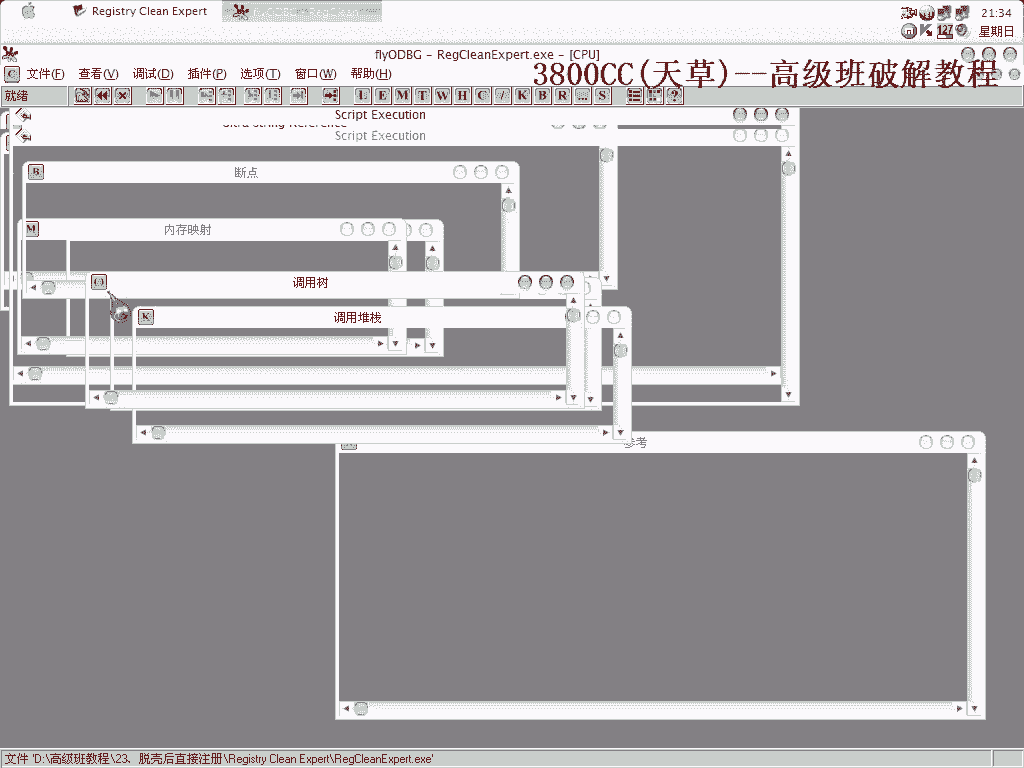 Registry Clean Expert
21:34
127
星期日
flyODBG - RegCleanExpert.exe - [CPU]
C 文件(F) 查看(V) 调试(D) 插件(P) 选项(T) 窗口(W) 帮助(H)
3800CC(天草)--高级班破解教程
就绪
L E M T W H C / K B R ... S ?
Script Execution
Ultra String Reference
Script Execution
B 断点
M 内存映射
调用树
K 调用堆栈
参考
文件 'D:\高级班教程\23、脱壳后直接注册\Registry Clean Expert\RegCleanExpert.exe'